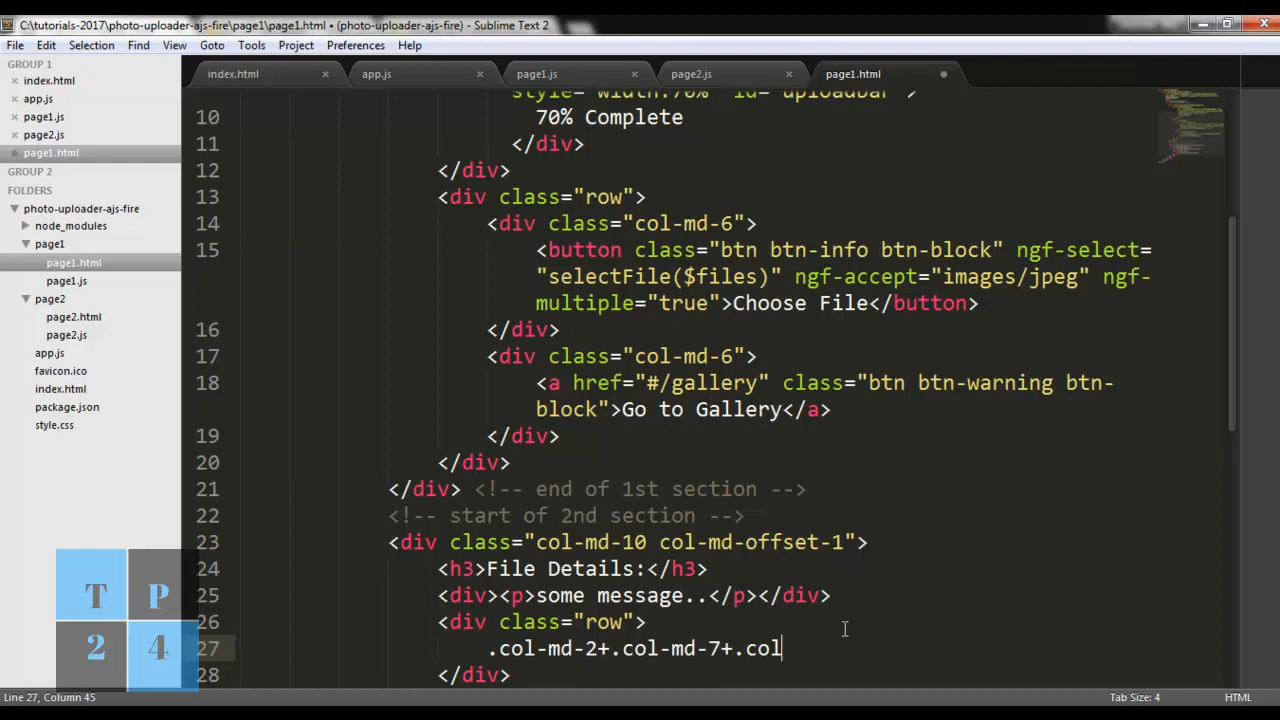 C:\tutorials-2017\photo-uploader-ajs-fire\page1\page1.html • (photo-uploader-ajs-fire) - Sublime Text 2
File Edit Selection Find View Goto Tools Project Preferences Help
GROUP 1
index.html
app.js
page1.js
page2.js
page1.html
GROUP 2
FOLDERS
photo-uploader-ajs-fire
node_modules
page1
page1.html
page1.js
page2
page2.html
page2.js
app.js
favicon.ico
index.html
package.json
style.css
index.html app.js page1.js page2.js page1.html
style="width:70%" id="uploadbar">
10 70% Complete
11 </div>
12 </div>
13 <div class="row">
14 <div class="col-md-6">
15 <button class="btn btn-info btn-block" ngf-select=
"selectFile($files)" ngf-accept="images/jpeg" ngf-
multiple="true">Choose File</button>
16 </div>
17 <div class="col-md-6">
18 <a href="#/gallery" class="btn btn-warning btn-
block">Go to Gallery</a>
19 </div>
20 </div>
21 </div> <!-- end of 1st section -->
22 <!-- start of 2nd section -->
23 <div class="col-md-10 col-md-offset-1">
24 <h3>File Details:</h3>
25 <div><p>some message..</p></div>
26 <div class="row">
27 .col-md-2+.col-md-7+.col
28 </div>
T P
2 4
Line 27, Column 45
Tab Size: 4
HTML